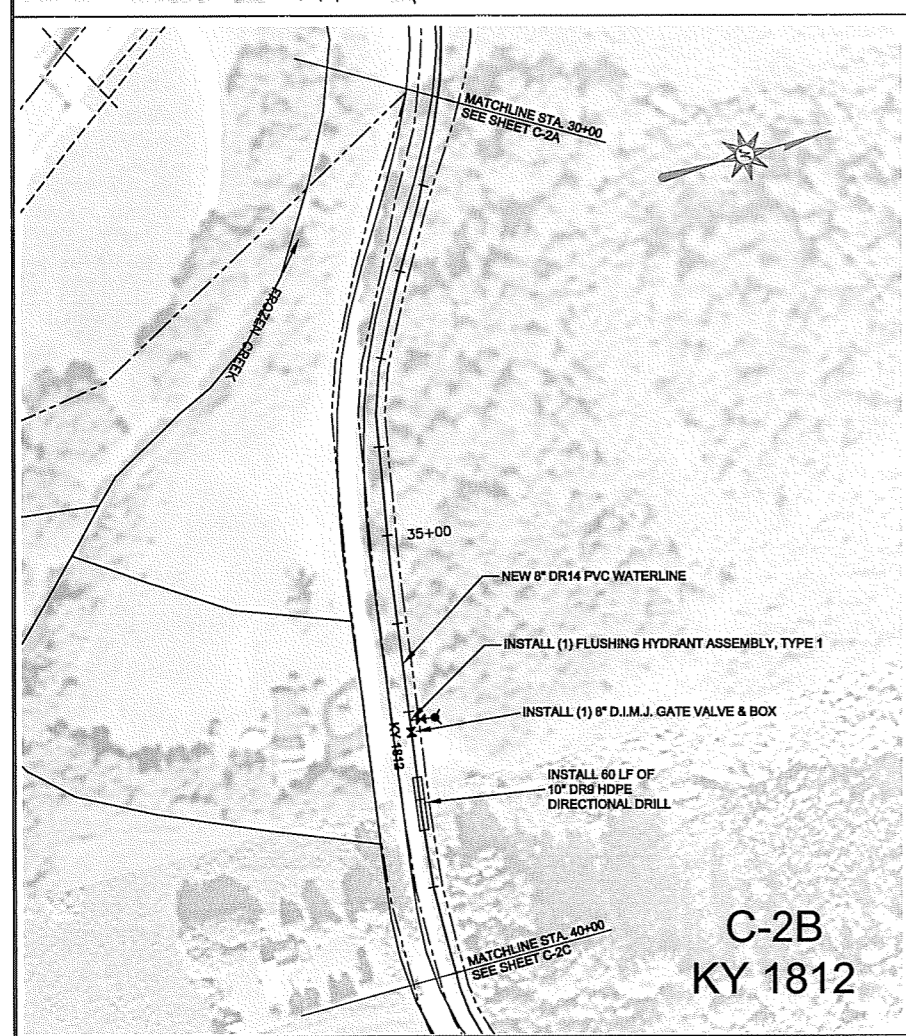 MATCHLINE STA. 30+00
SEE SHEET C-2A
FROZEN CREEK
35+00
NEW 8" DR14 PVC WATERLINE
INSTALL (1) FLUSHING HYDRANT ASSEMBLY, TYPE 1
INSTALL (1) 8" D.I.M.J. GATE VALVE & BOX
KY 1812
INSTALL 60 LF OF
10" DR9 HDPE
DIRECTIONAL DRILL
MATCHLINE STA. 40+00
SEE SHEET C-2C
C-2B
KY 1812